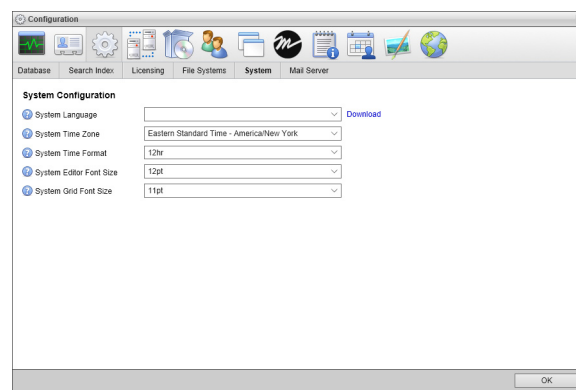 Configuration
Database Search Index Licensing File Systems System Mail Server
System Configuration
System Language Download
System Time Zone Eastern Standard Time - America/New York
System Time Format 12hr
System Editor Font Size 12pt
System Grid Font Size 11pt
OK